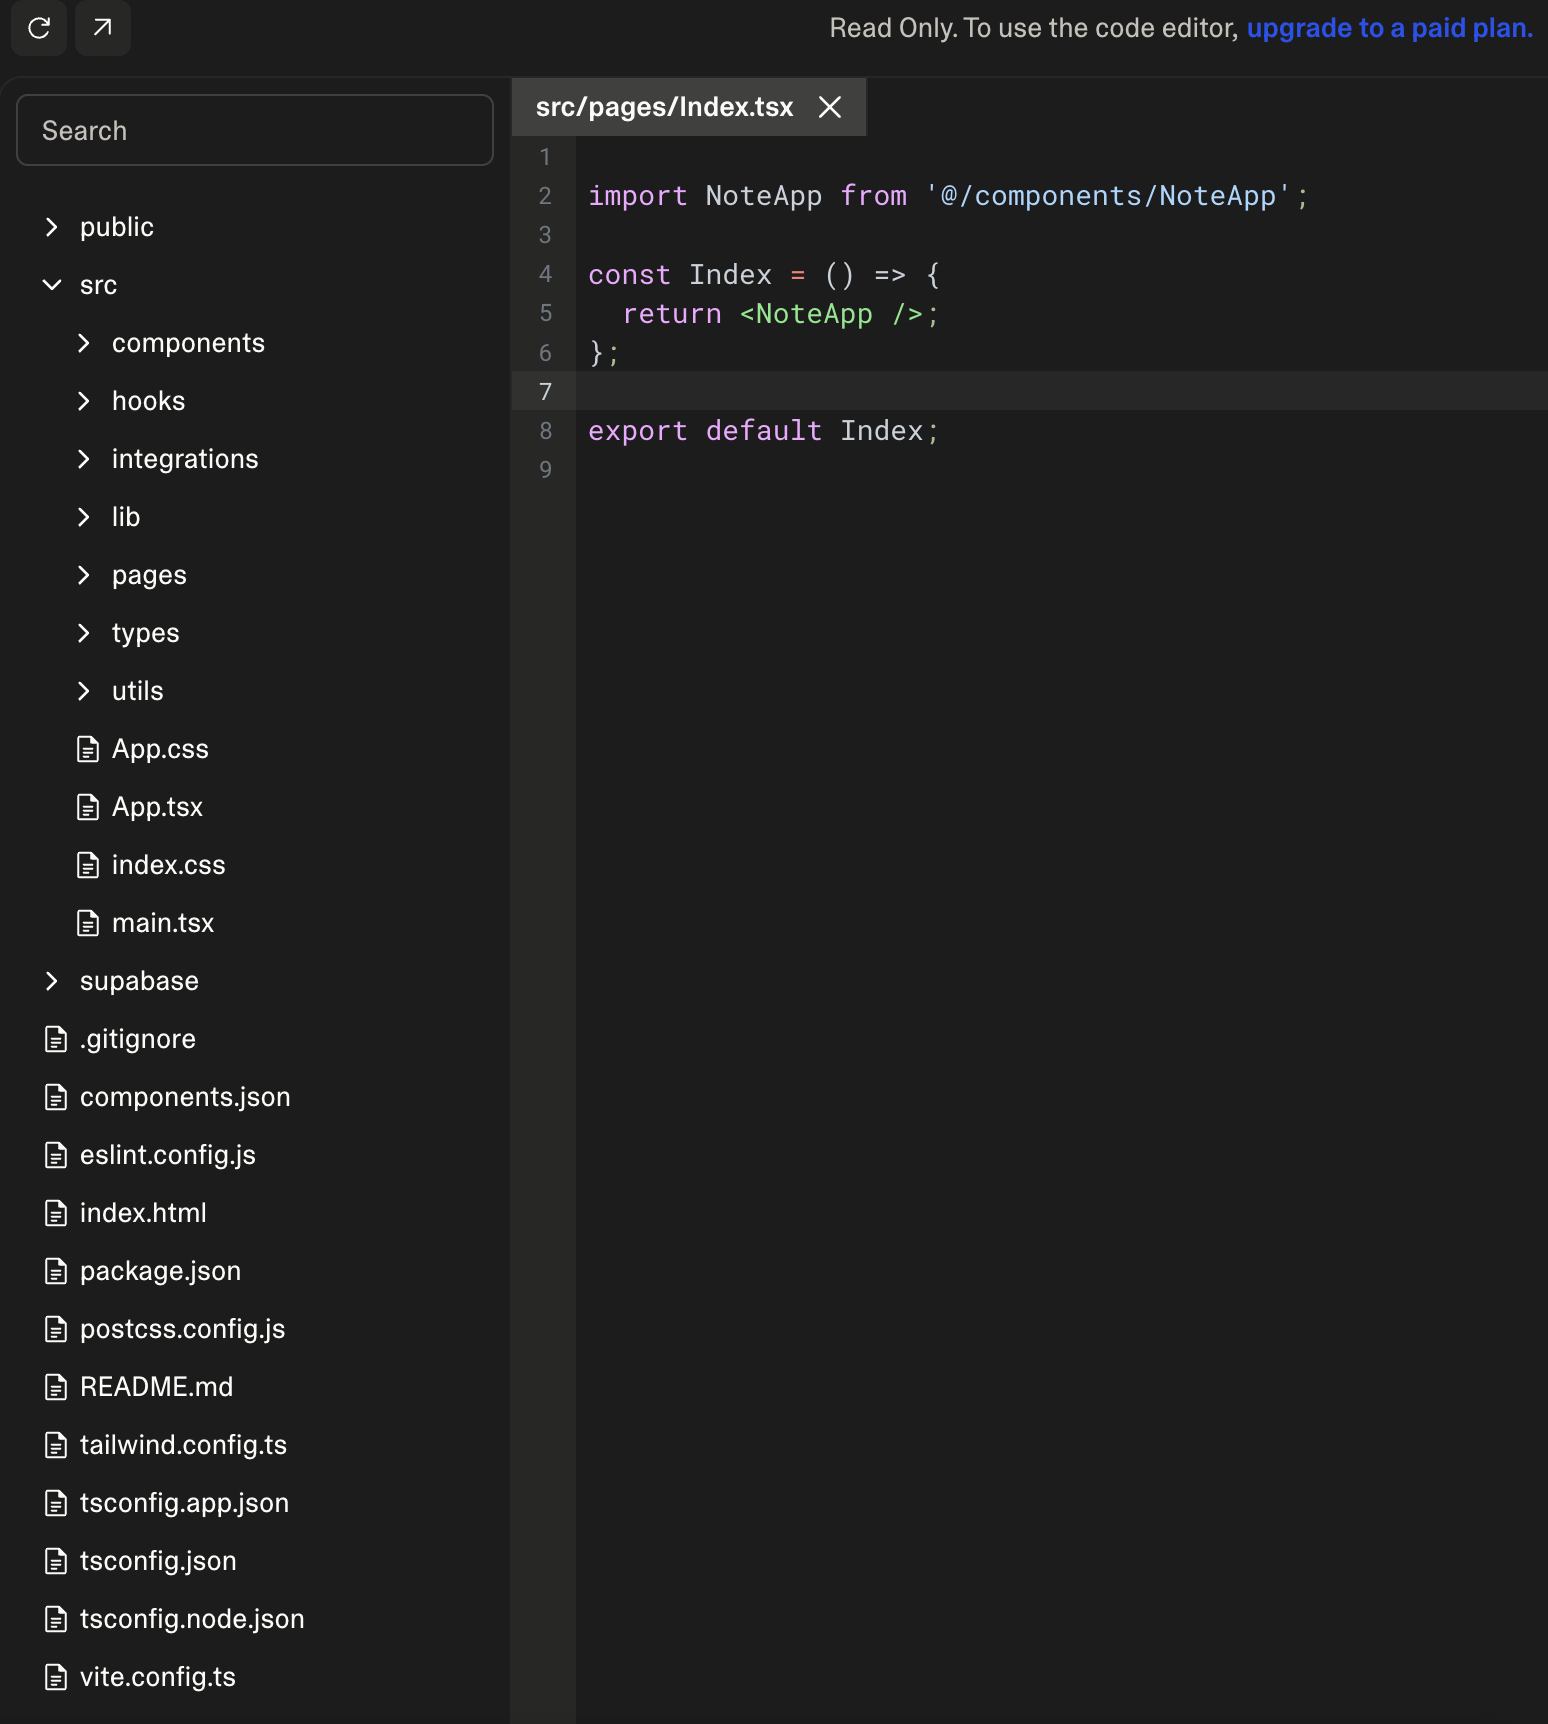 Read Only. To use the code editor, upgrade to a paid plan.
Search
public
src
components
hooks
integrations
lib
pages
types
utils
App.css
App.tsx
index.css
main.tsx
supabase
.gitignore
components.json
eslint.config.js
index.html
package.json
postcss.config.js
README.md
tailwind.config.ts
tsconfig.app.json
tsconfig.json
tsconfig.node.json
vite.config.ts
src/pages/Index.tsx
1
2 import NoteApp from '@/components/NoteApp';
3
4 const Index = () => {
5   return <NoteApp />;
6 };
7
8 export default Index;
9